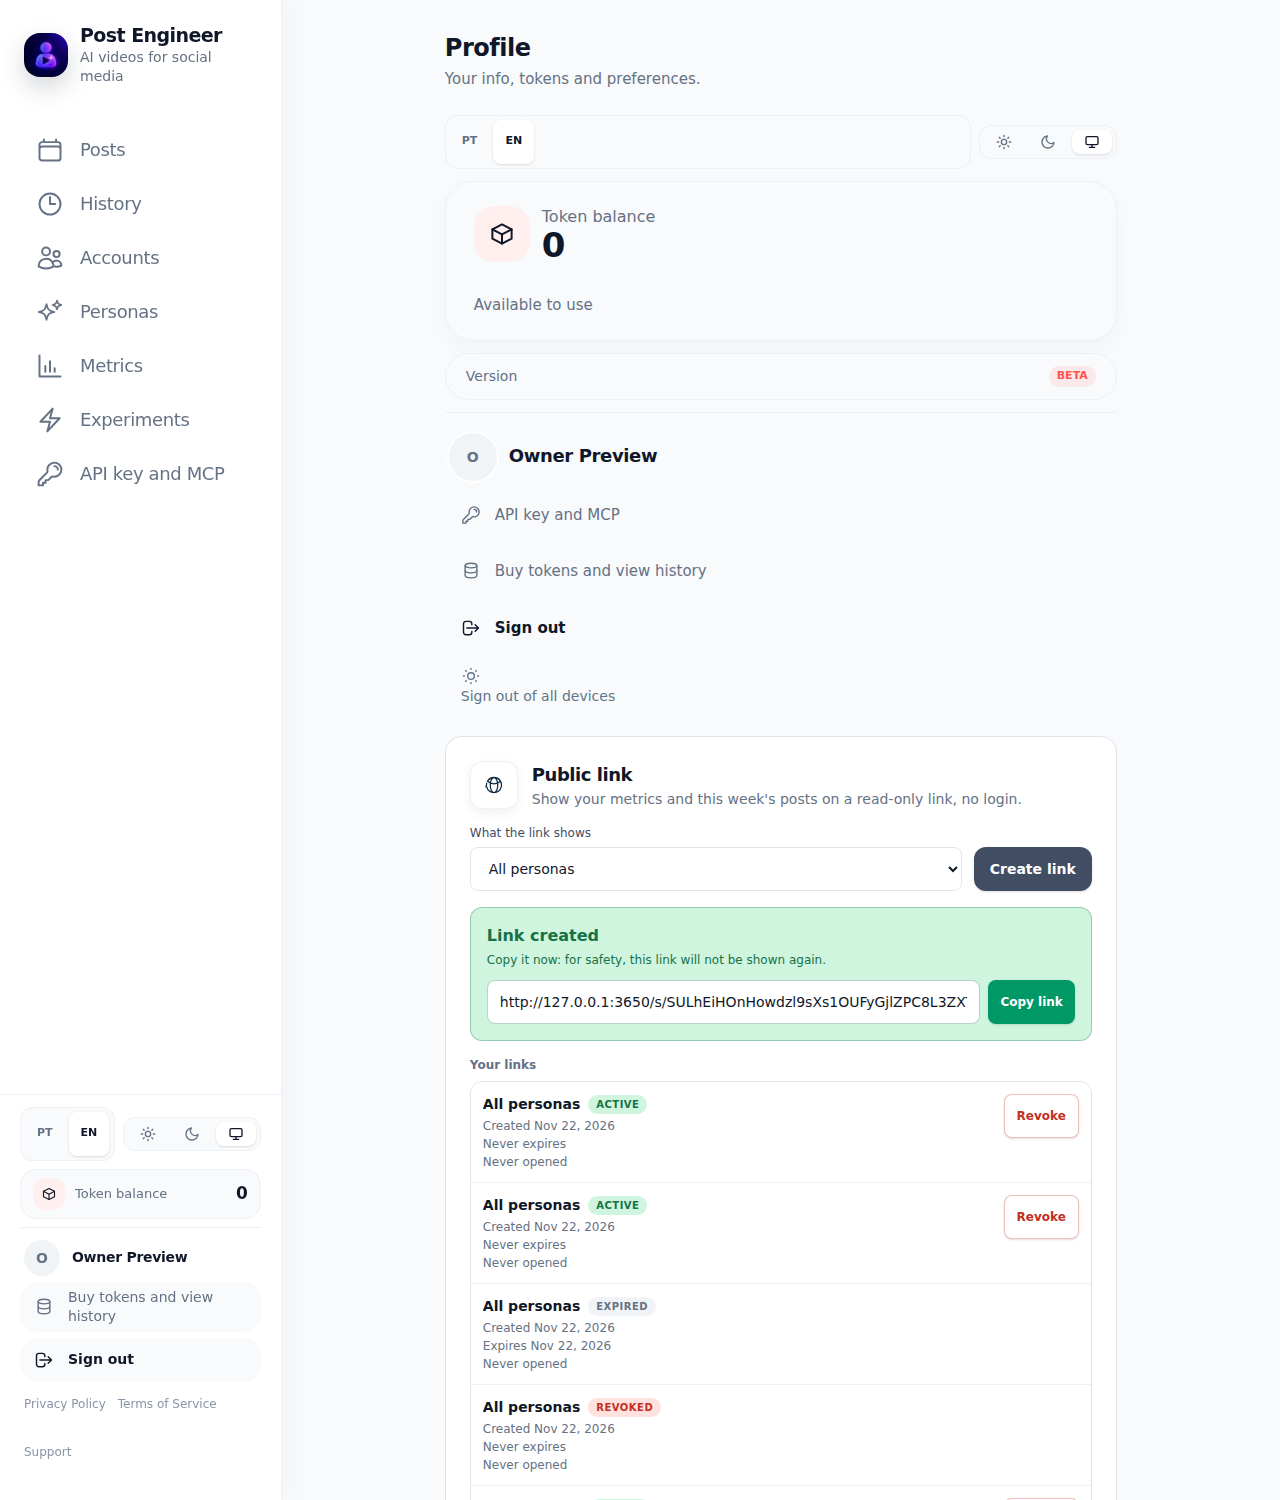 Post Engineer
AI videos for social
media
Posts
History
Accounts
Personas
Metrics
Experiments
API key and MCP
PT
EN
Token balance
0
O
Owner Preview
Buy tokens and view
history
Sign out
Privacy Policy
Terms of Service
Support
Profile
Your info, tokens and preferences.
PT
EN
Token balance
0
Available to use
Version
BETA
O
Owner Preview
API key and MCP
Buy tokens and view history
Sign out
Sign out of all devices
Public link
Show your metrics and this week's posts on a read-only link, no login.
What the link shows
All personas
Create link
Link created
Copy it now: for safety, this link will not be shown again.
http://127.0.0.1:3650/s/SULhEiHOnHowdzl9sXs1OUFyGjlZPC8L3ZX
Copy link
Your links
All personas
ACTIVE
Created Nov 22, 2026
Never expires
Never opened
Revoke
All personas
ACTIVE
Created Nov 22, 2026
Never expires
Never opened
Revoke
All personas
EXPIRED
Created Nov 22, 2026
Expires Nov 22, 2026
Never opened
All personas
REVOKED
Created Nov 22, 2026
Never expires
Never opened